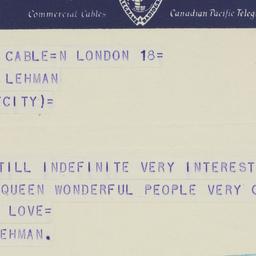 Commercial Cables
Canadian Pacific Teleg
CABLE=N LONDON 18=
LEHMAN
CITY)=
TILL INDEFINITE VERY INTEREST
QUEEN WONDERFUL PEOPLE VERY
LOVE=
EHMAN.